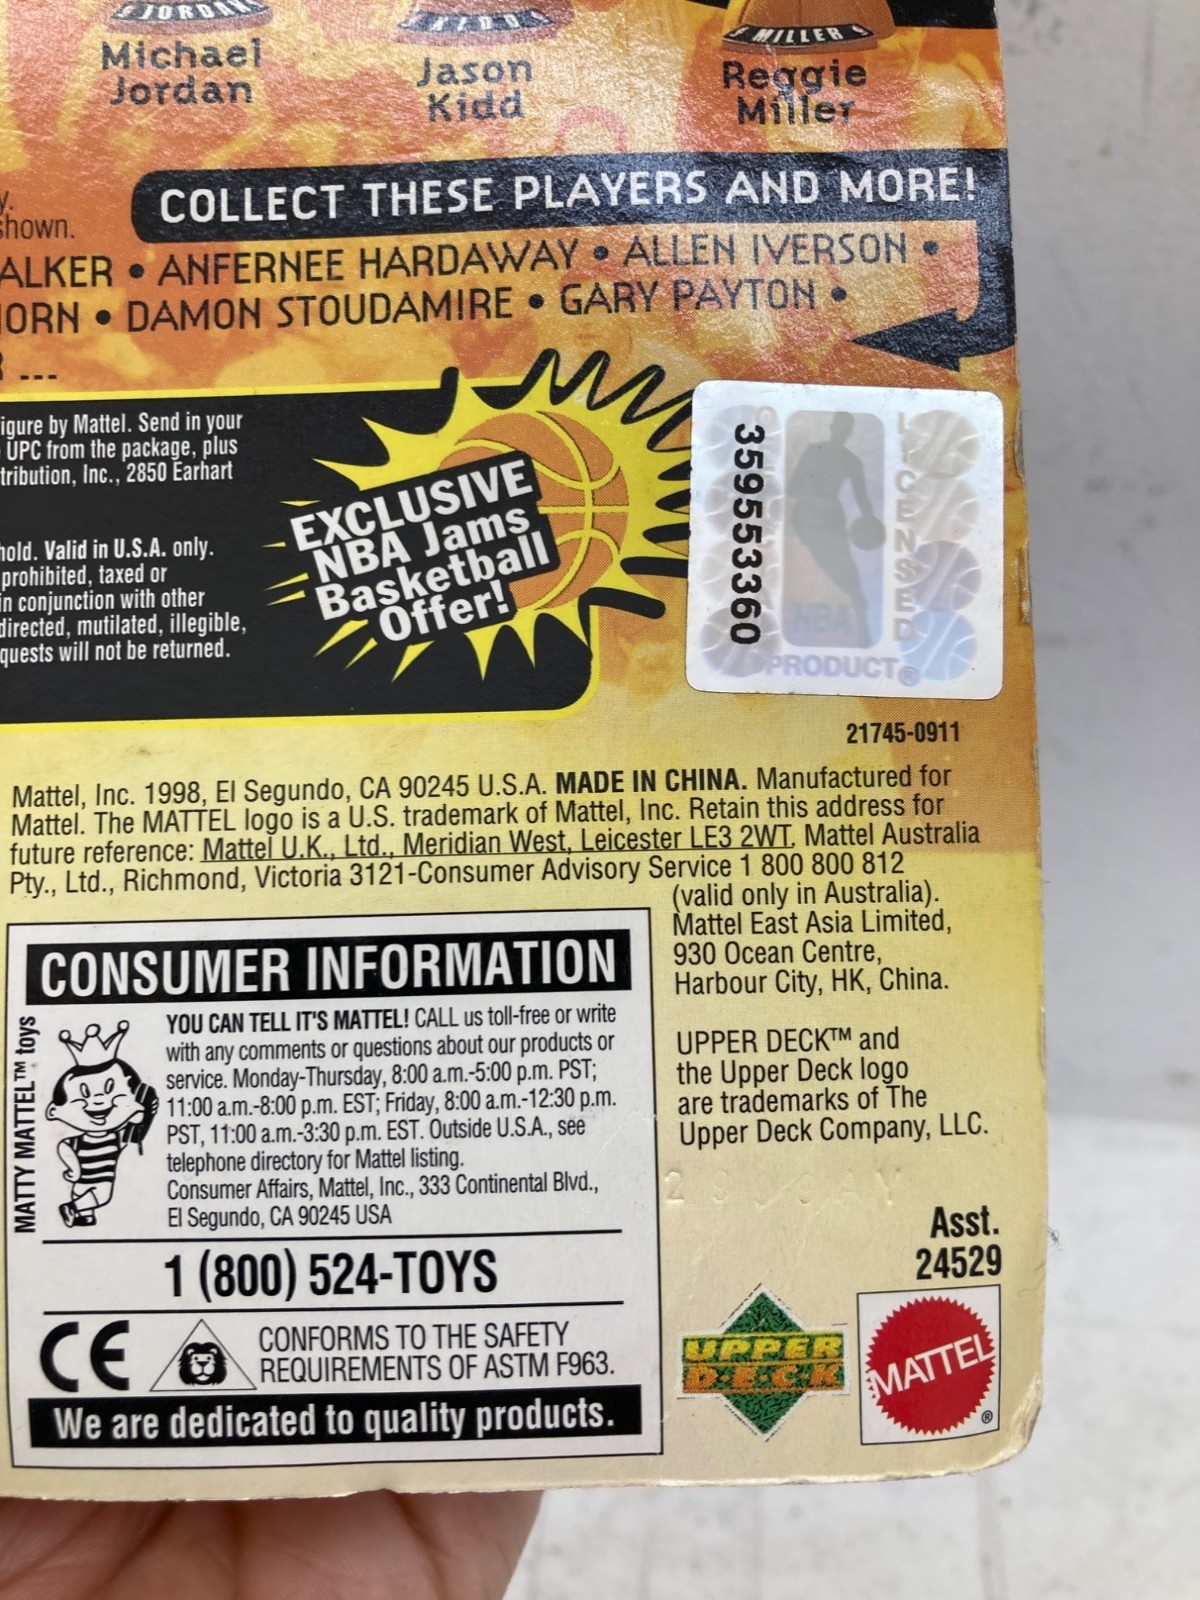 JORDAN
KIDD
MILLER
Michael
Jordan
Jason
Kidd
Reggie
Miller
COLLECT THESE PLAYERS AND MORE!
y.
shown.
ALKER • ANFERNEE HARDAWAY • ALLEN IVERSON •
HORN • DAMON STOUDAMIRE • GARY PAYTON •
R ...
igure by Mattel. Send in your
UPC from the package, plus
tribution, Inc., 2850 Earhart
hold. Valid in U.S.A. only.
prohibited, taxed or
in conjunction with other
directed, mutilated, illegible,
quests will not be returned.
EXCLUSIVE
NBA Jams
Basketball
Offer!
359553360
NBA
LICENSED
PRODUCT®
21745-0911
Mattel, Inc. 1998, El Segundo, CA 90245 U.S.A. MADE IN CHINA. Manufactured for
Mattel. The MATTEL logo is a U.S. trademark of Mattel, Inc. Retain this address for
future reference: Mattel U.K., Ltd., Meridian West, Leicester LE3 2WT. Mattel Australia
Pty., Ltd., Richmond, Victoria 3121-Consumer Advisory Service 1 800 800 812
(valid only in Australia).
Mattel East Asia Limited,
930 Ocean Centre,
Harbour City, HK, China.
CONSUMER INFORMATION
MATTY MATTEL™ toys
YOU CAN TELL IT'S MATTEL! CALL us toll-free or write
with any comments or questions about our products or
service. Monday-Thursday, 8:00 a.m.-5:00 p.m. PST;
11:00 a.m.-8:00 p.m. EST; Friday, 8:00 a.m.-12:30 p.m.
PST, 11:00 a.m.-3:30 p.m. EST. Outside U.S.A., see
telephone directory for Mattel listing.
Consumer Affairs, Mattel, Inc., 333 Continental Blvd.,
El Segundo, CA 90245 USA
1 (800) 524-TOYS
CE
CONFORMS TO THE SAFETY
REQUIREMENTS OF ASTM F963.
We are dedicated to quality products.
UPPER DECK™ and
the Upper Deck logo
are trademarks of The
Upper Deck Company, LLC.
Asst.
24529
UPPER
DECK
MATTEL
®